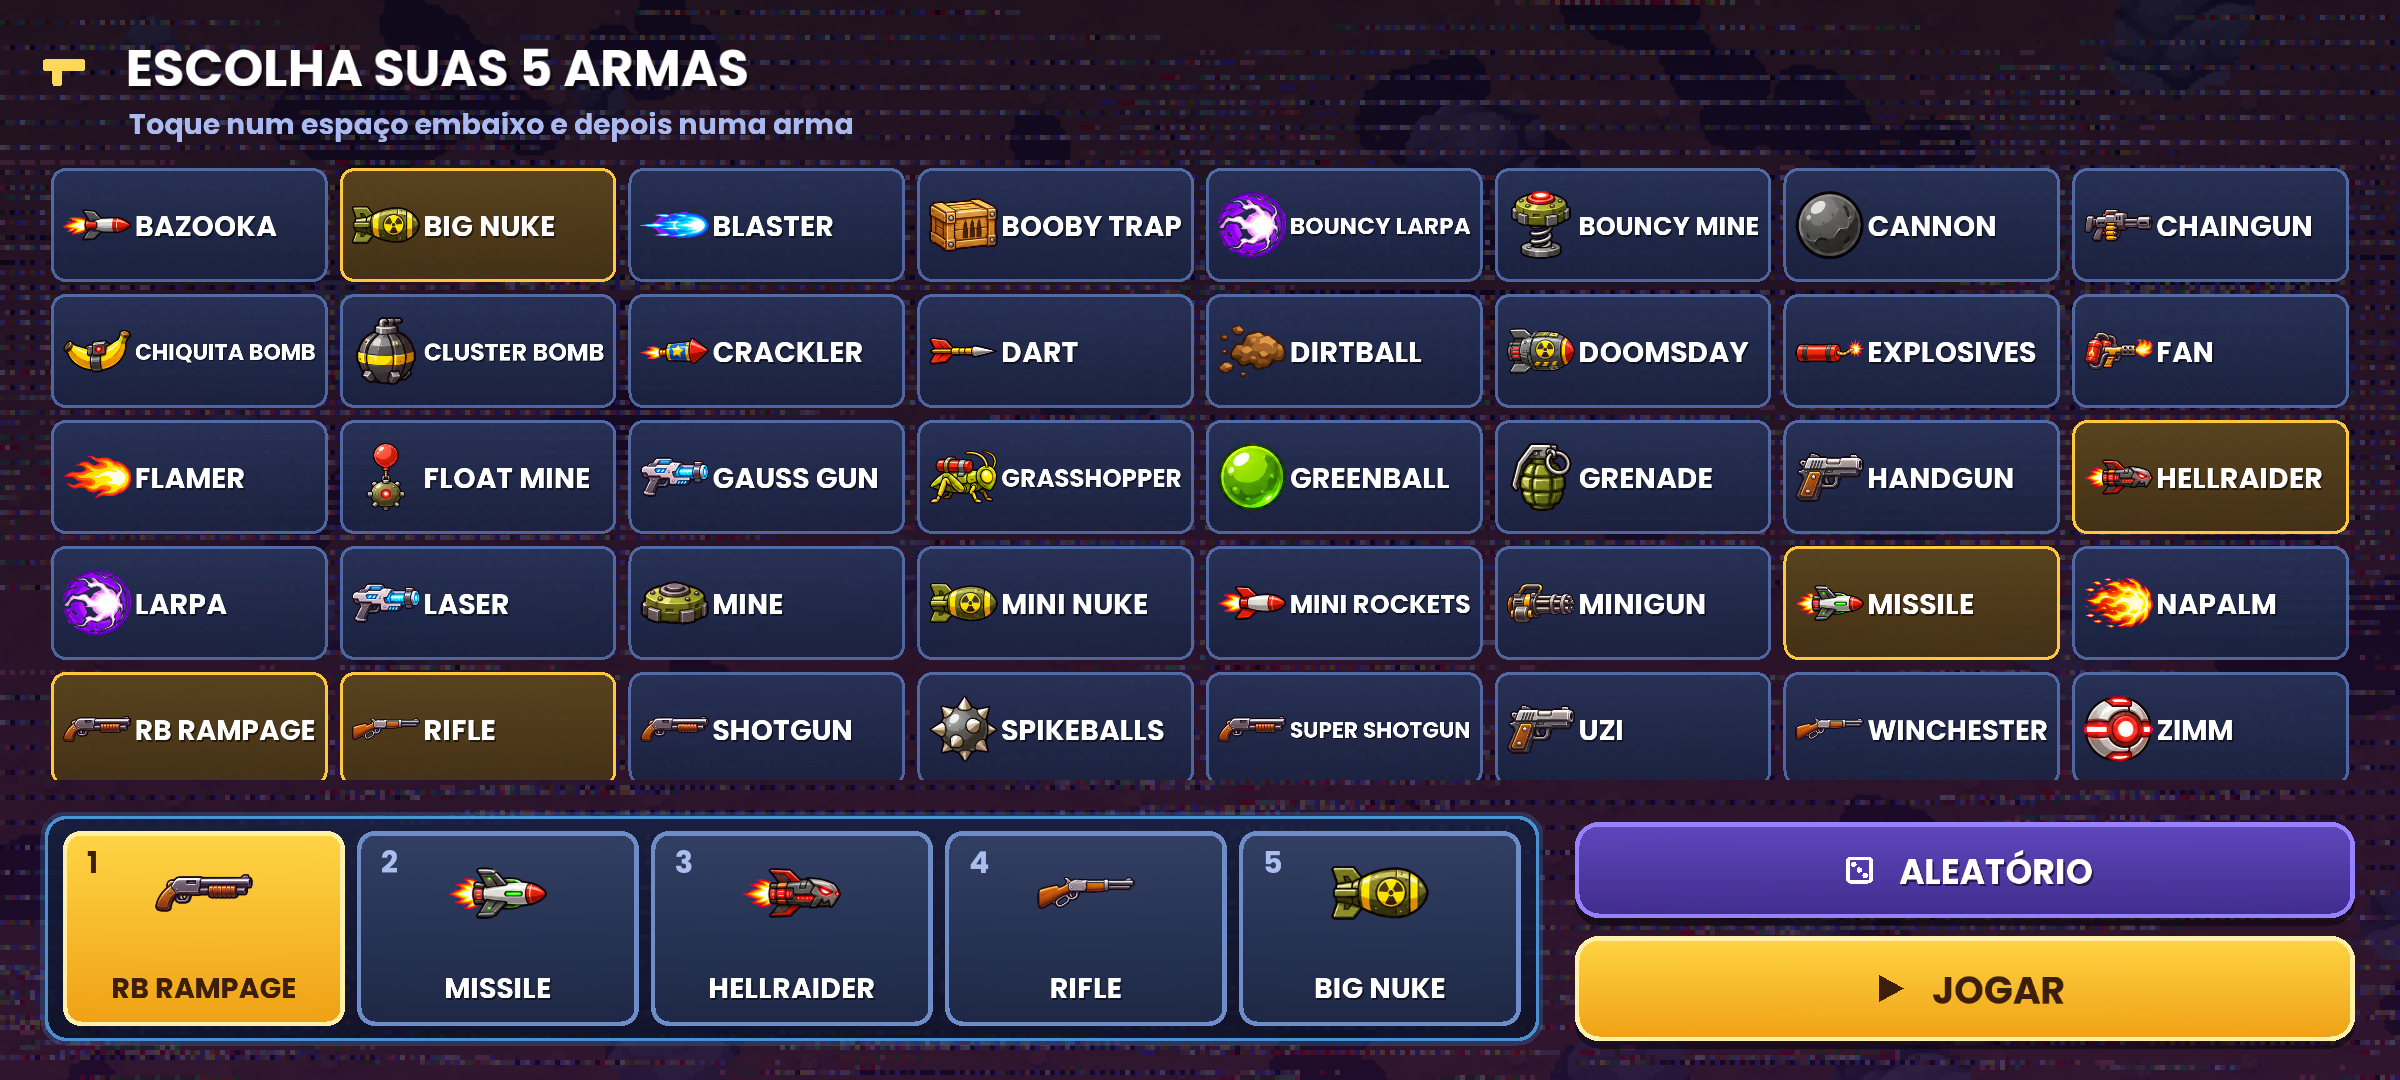 ESCOLHA SUAS 5 ARMAS
Toque num espaço embaixo e depois numa arma
BAZOOKA
BIG NUKE
BLASTER
BOOBY TRAP
BOUNCY LARPA
BOUNCY MINE
CANNON
CHAINGUN
CHIQUITA BOMB
CLUSTER BOMB
CRACKLER
DART
DIRTBALL
DOOMSDAY
EXPLOSIVES
FAN
FLAMER
FLOAT MINE
GAUSS GUN
GRASSHOPPER
GREENBALL
GRENADE
HANDGUN
HELLRAIDER
LARPA
LASER
MINE
MINI NUKE
MINI ROCKETS
MINIGUN
MISSILE
NAPALM
RB RAMPAGE
RIFLE
SHOTGUN
SPIKEBALLS
SUPER SHOTGUN
UZI
WINCHESTER
ZIMM
1
RB RAMPAGE
2
MISSILE
3
HELLRAIDER
4
RIFLE
5
BIG NUKE
ALEATÓRIO
JOGAR